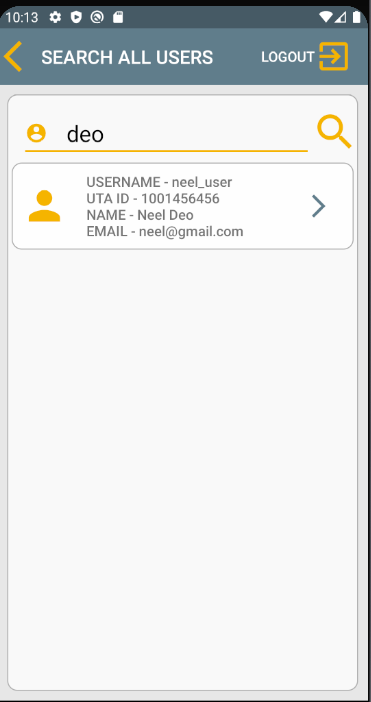 10:13
SEARCH ALL USERS
LOGOUT
deo
USERNAME - neel_user
UTA ID - 1001456456
NAME - Neel Deo
EMAIL - neel@gmail.com